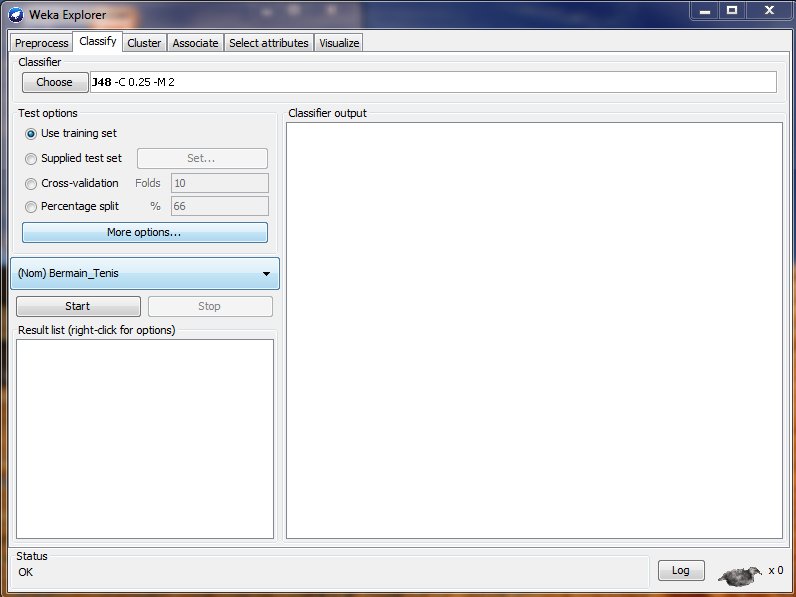 Weka Explorer
Preprocess Classify Cluster Associate Select attributes Visualize
Classifier
Choose J48 -C 0.25 -M 2
Test options
Use training set
Supplied test set Set...
Cross-validation Folds 10
Percentage split % 66
More options...
(Nom) Bermain_Tenis
Start Stop
Result list (right-click for options)
Classifier output
Status
OK
Log x 0